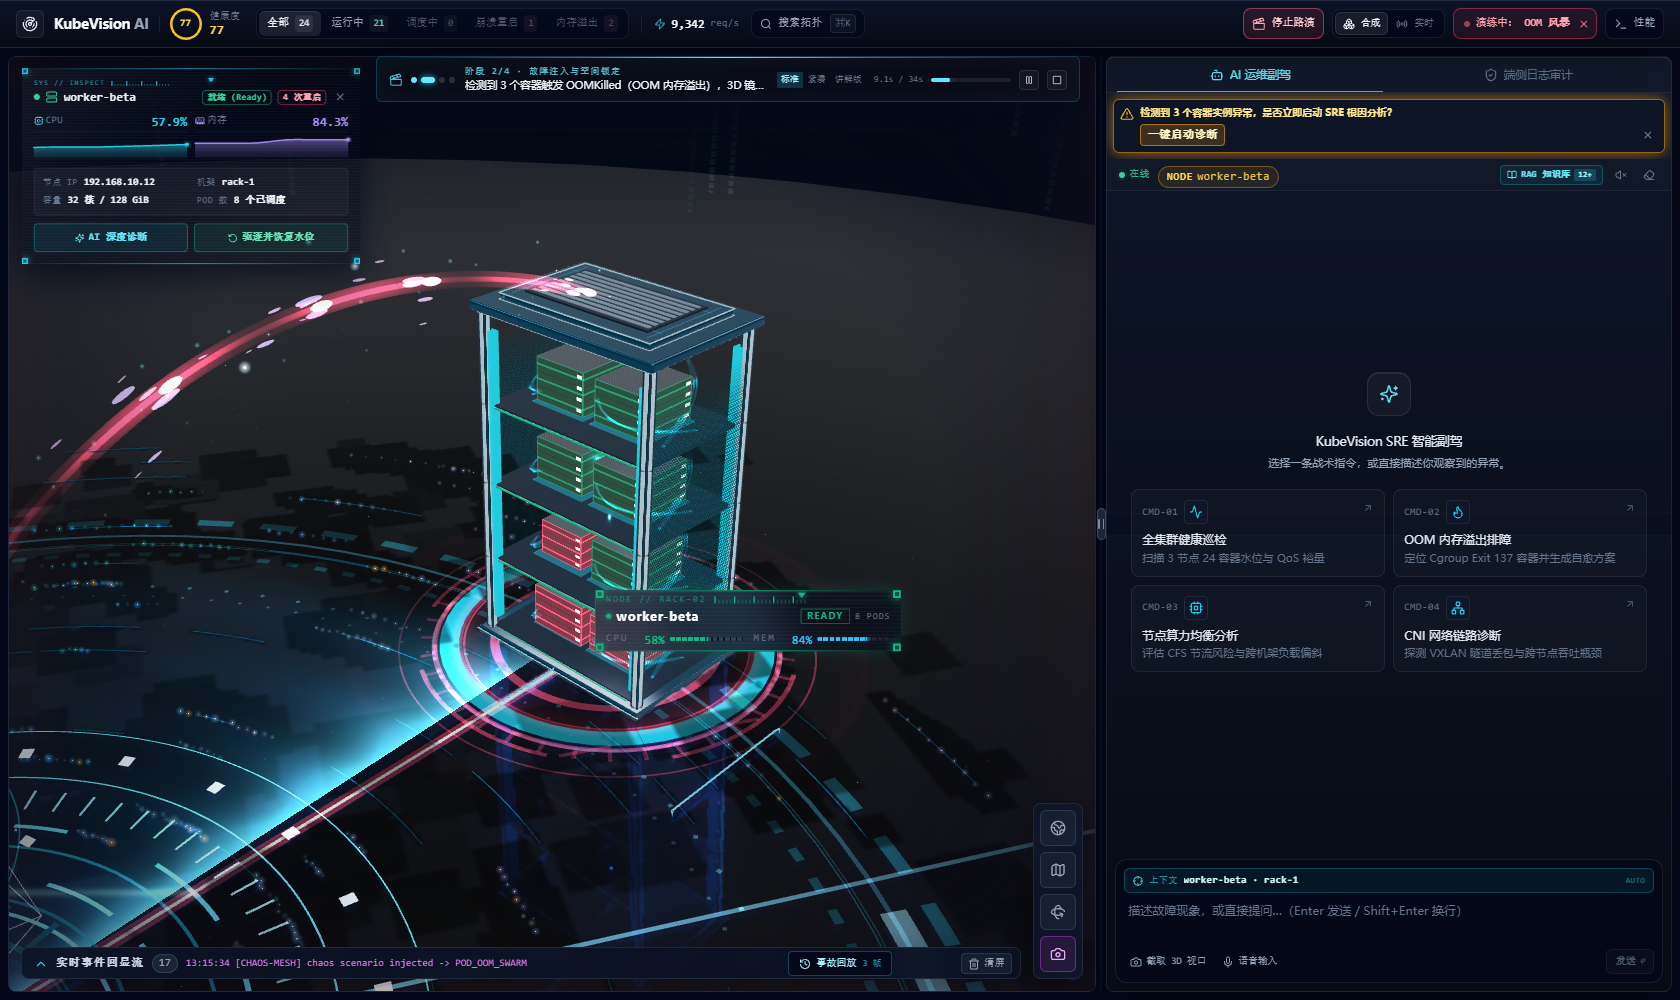 KubeVision AI
77
健康度
77
全部 24
运行中 21
调度中 0
崩溃重启 1
内存溢出 2
9,342 req/s
搜索拓扑 ⌘K
停止路演
合成
实时
演练中: OOM 风暴 ×
性能
SYS // INSPECT
worker-beta
就绪 (Ready)
4 次重启
CPU 57.9%
内存 84.3%
节点 IP 192.168.10.12
机架 rack-1
容量 32 核 / 128 GiB
POD 数 8 个已调度
AI 深度诊断
驱逐并恢复水位
阶段 2/4 · 故障注入与空间锁定
检测到 3 个容器触发 OOMKilled (OOM 内存溢出) ,3D 镜...
标准
紧凑
讲解版
9.1s / 34s
NODE // RACK-02
worker-beta
READY
8 PODS
CPU 58%
MEM 84%
实时事件回显流 17
13:15:34 [CHAOS-MESH] chaos scenario injected -> POD_OOM_SWARM
事故回放 3 帧
清屏
AI 运维副驾
端侧日志审计
检测到 3 个容器实例异常，是否立即启动 SRE 根因分析?
一键启动诊断
在线
NODE worker-beta
RAG 知识库 12+
KubeVision SRE 智能副驾
选择一条战术指令，或直接描述你观察到的异常。
CMD-01
全集群健康巡检
扫描 3 节点 24 容器水位与 QoS 裕量
CMD-02
OOM 内存溢出排障
定位 Cgroup Exit 137 容器并生成自愈方案
CMD-03
节点算力均衡分析
评估 CFS 节流风险与跨机架负载偏斜
CMD-04
CNI 网络链路诊断
探测 VXLAN 隧道丢包与跨节点吞吐瓶颈
上下文 worker-beta · rack-1
AUTO
描述故障现象，或直接提问...（Enter 发送 / Shift+Enter 换行）
截取 3D 视口
语音输入
发送